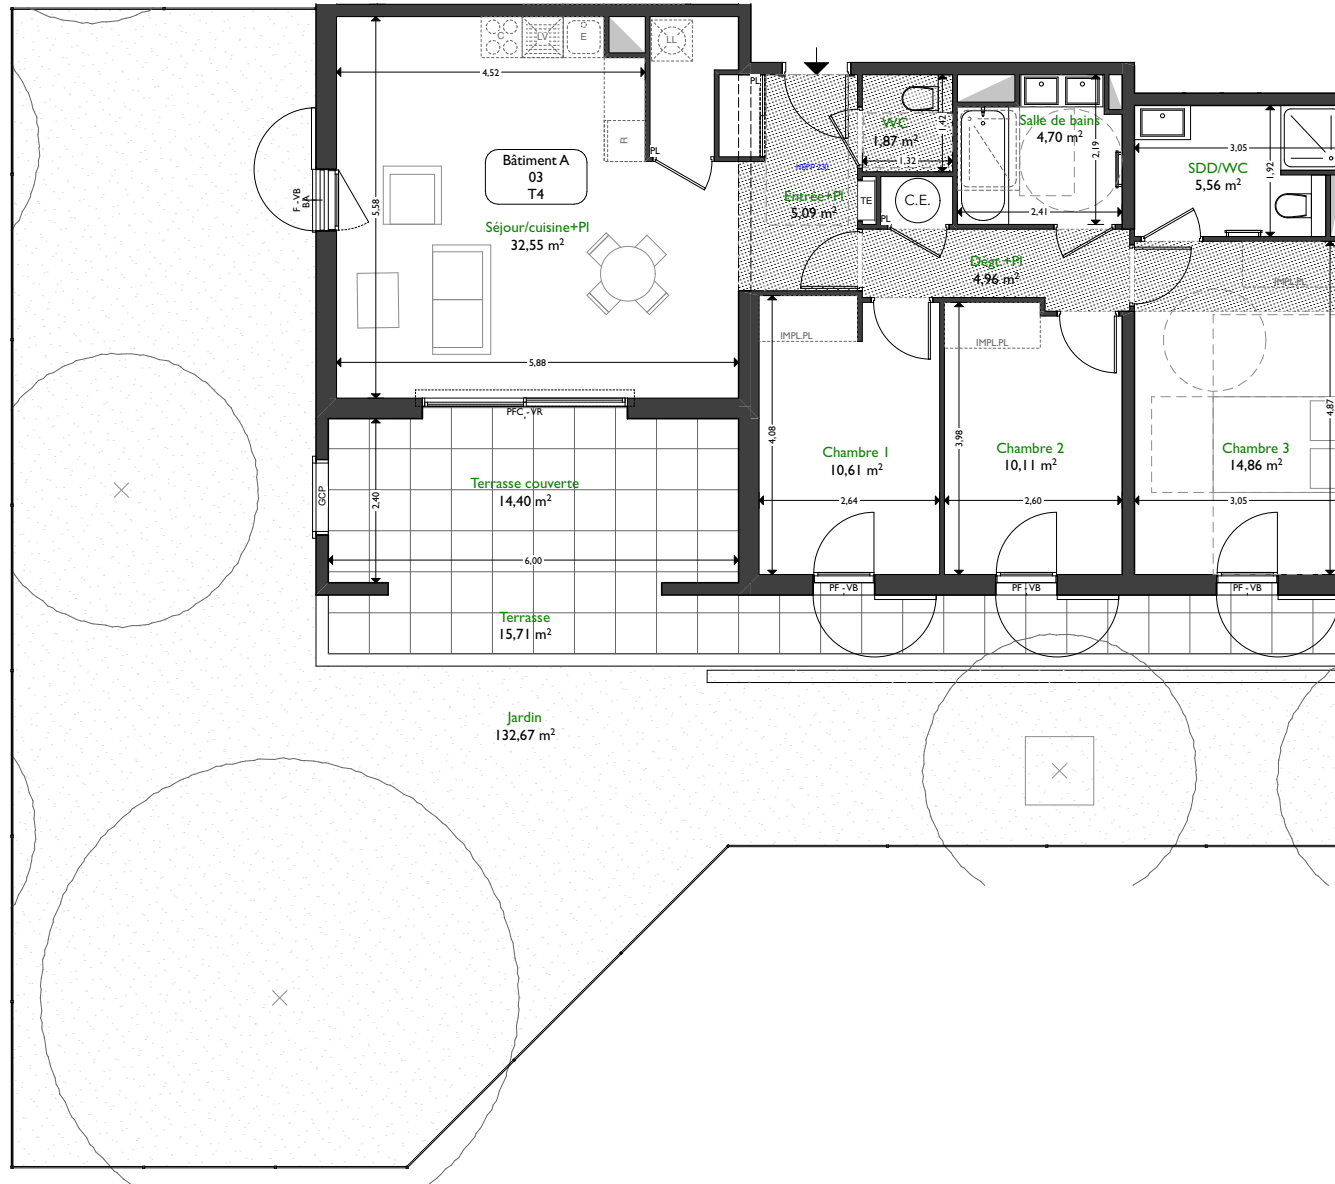 C
LV
E
LL
4,52
PL
R
PL
Bâtiment A
03
T4
F - VB
BA
5,58
Séjour/cuisine+Pl
32,55 m²
5,88
PFC - VR
WC
1,87 m²
1,42
1,32
HSFP 230
Entrée+Pl
5,09 m²
TE
PL
C.E.
Salle de bains
4,70 m²
2,19
2,41
3,05
SDD/WC
5,56 m²
1,92
Degt.+Pl
4,96 m²
IMPL.PL
IMPL.PL
IMPL.PL
4,08
3,98
4,87
Chambre 1
10,61 m²
2,64
Chambre 2
10,11 m²
2,60
Chambre 3
14,86 m²
3,05
GCP
2,40
Terrasse couverte
14,40 m²
6,00
PF - VB
PF - VB
PF - VB
Terrasse
15,71 m²
Jardin
132,67 m²